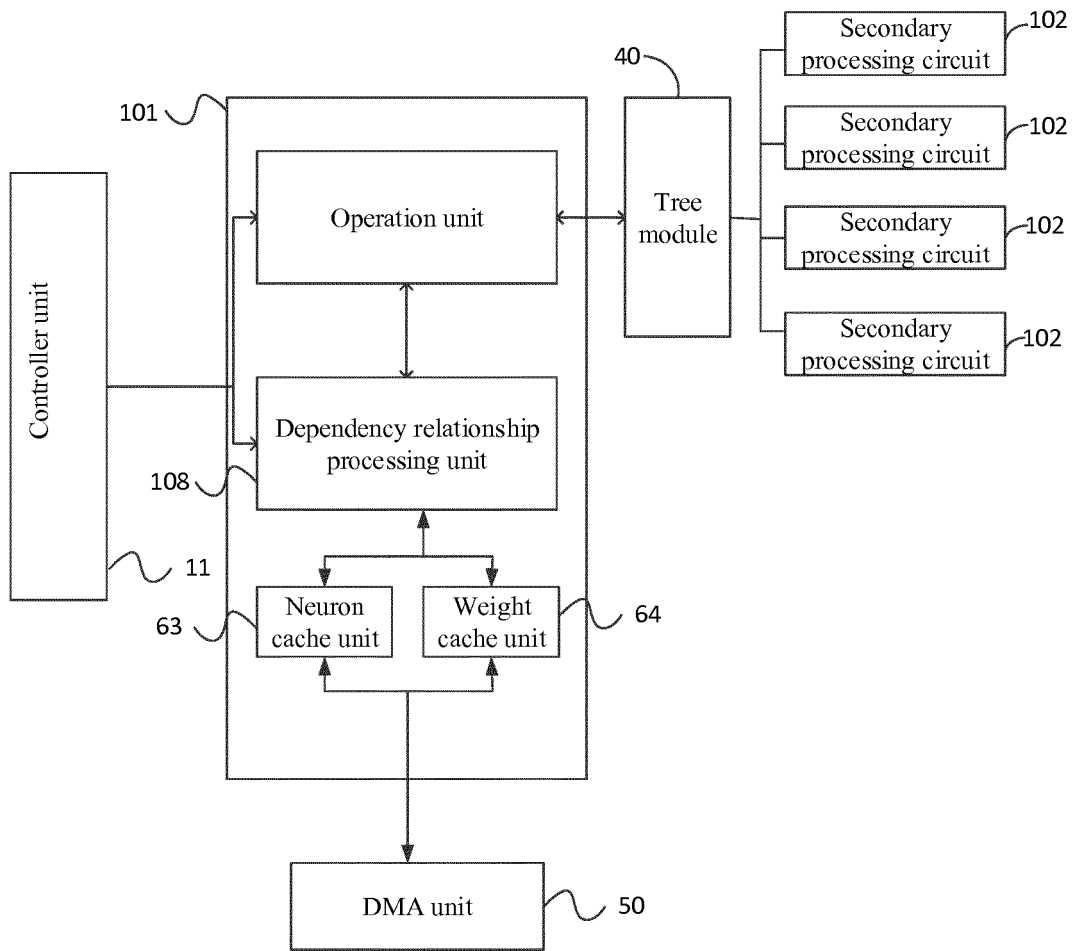 Secondary
processing circuit
102
40
101
Secondary
processing circuit
102
Operation unit
Tree
module
Secondary
processing circuit
102
Controller unit
Secondary
processing circuit
102
Dependency relationship
processing unit
108
11
Neuron
cache unit
63
Weight
cache unit
64
DMA unit
50